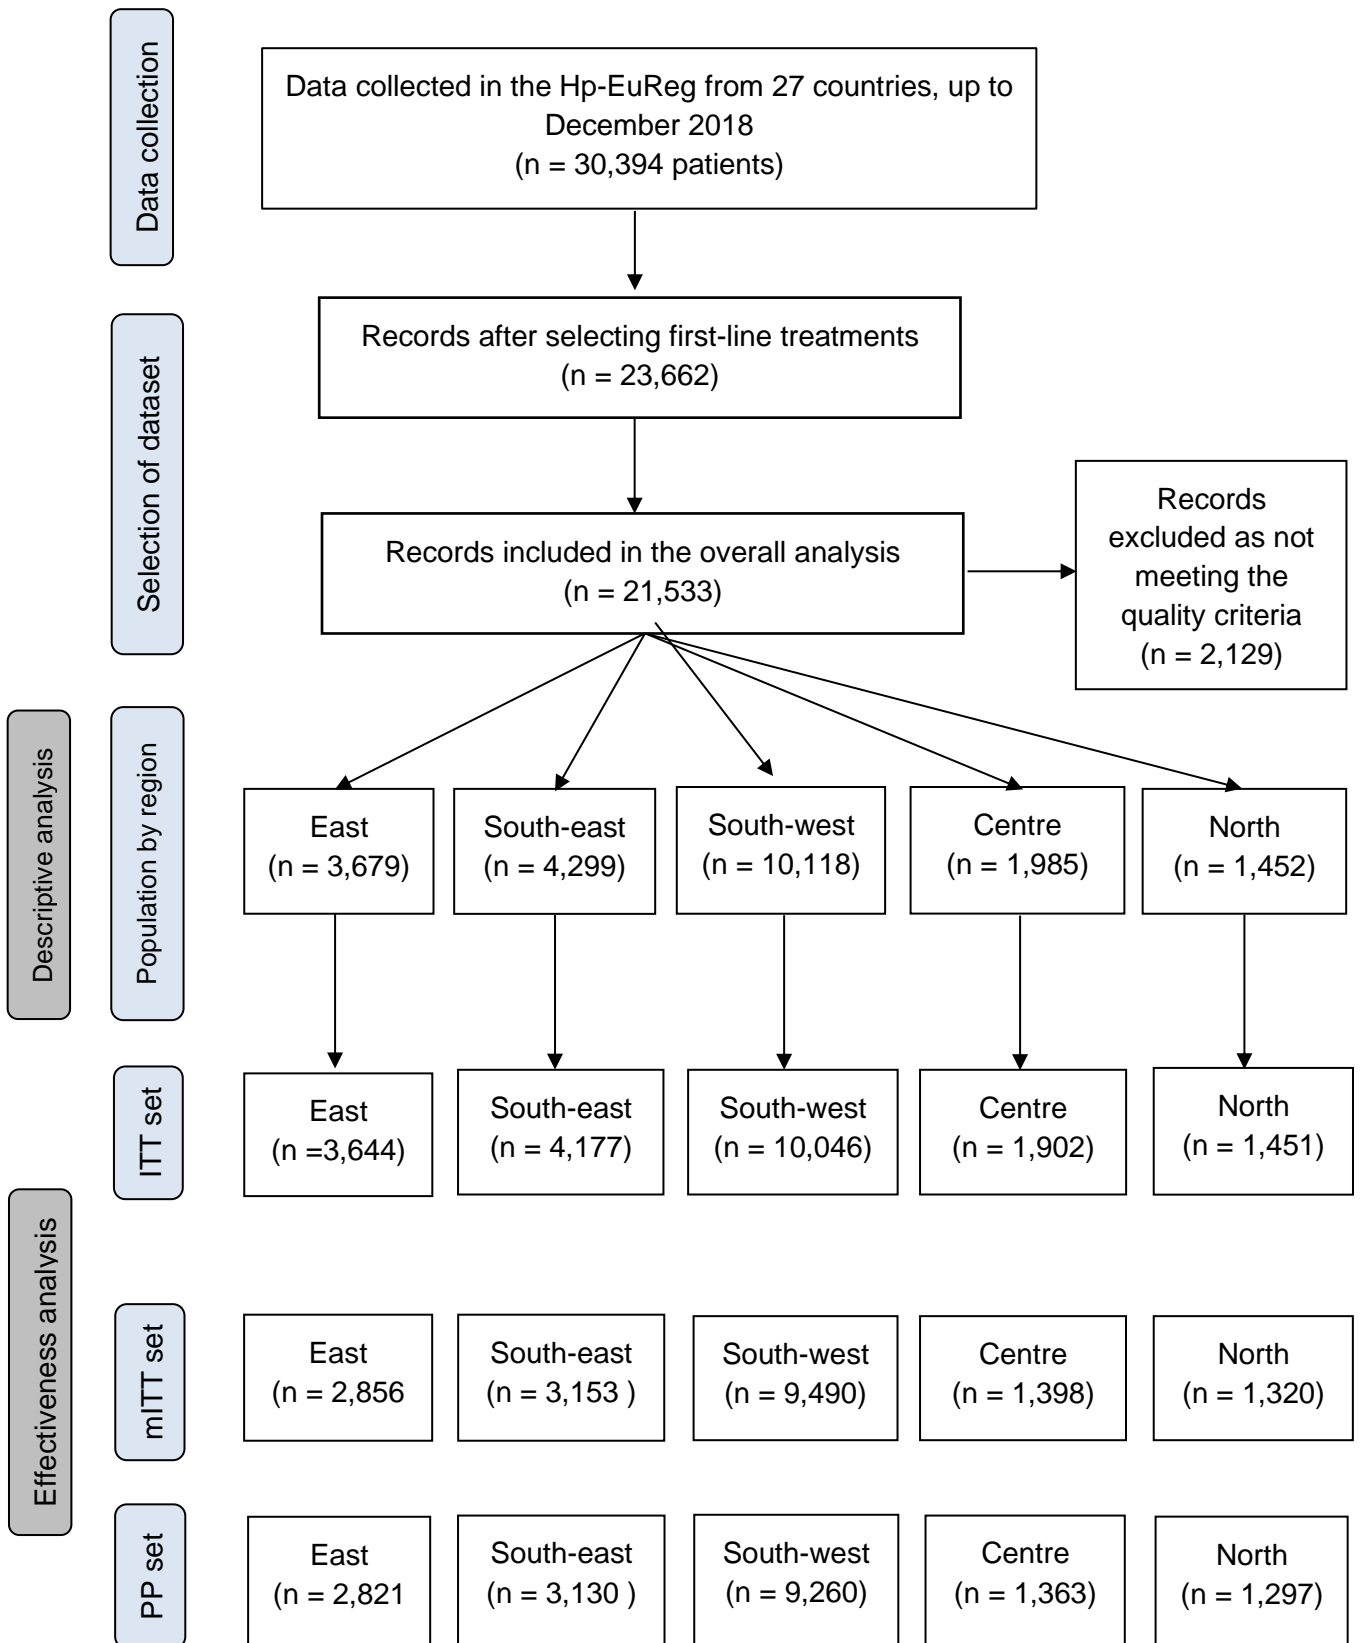 Data collection
Data collected in the Hp-EuReg from 27 countries, up to
December 2018
(n = 30,394 patients)
Selection of dataset
Records after selecting first-line treatments
(n = 23,662)
Records included in the overall analysis
(n = 21,533)
Records
excluded as not
meeting the
quality criteria
(n = 2,129)
Descriptive analysis
Population by region
East
(n = 3,679)
South-east
(n = 4,299)
South-west
(n = 10,118)
Centre
(n = 1,985)
North
(n = 1,452)
ITT set
East
(n =3,644)
South-east
(n = 4,177)
South-west
(n = 10,046)
Centre
(n = 1,902)
North
(n = 1,451)
Effectiveness analysis
mITT set
East
(n = 2,856
South-east
(n = 3,153 )
South-west
(n = 9,490)
Centre
(n = 1,398)
North
(n = 1,320)
PP set
East
(n = 2,821
South-east
(n = 3,130 )
South-west
(n = 9,260)
Centre
(n = 1,363)
North
(n = 1,297)